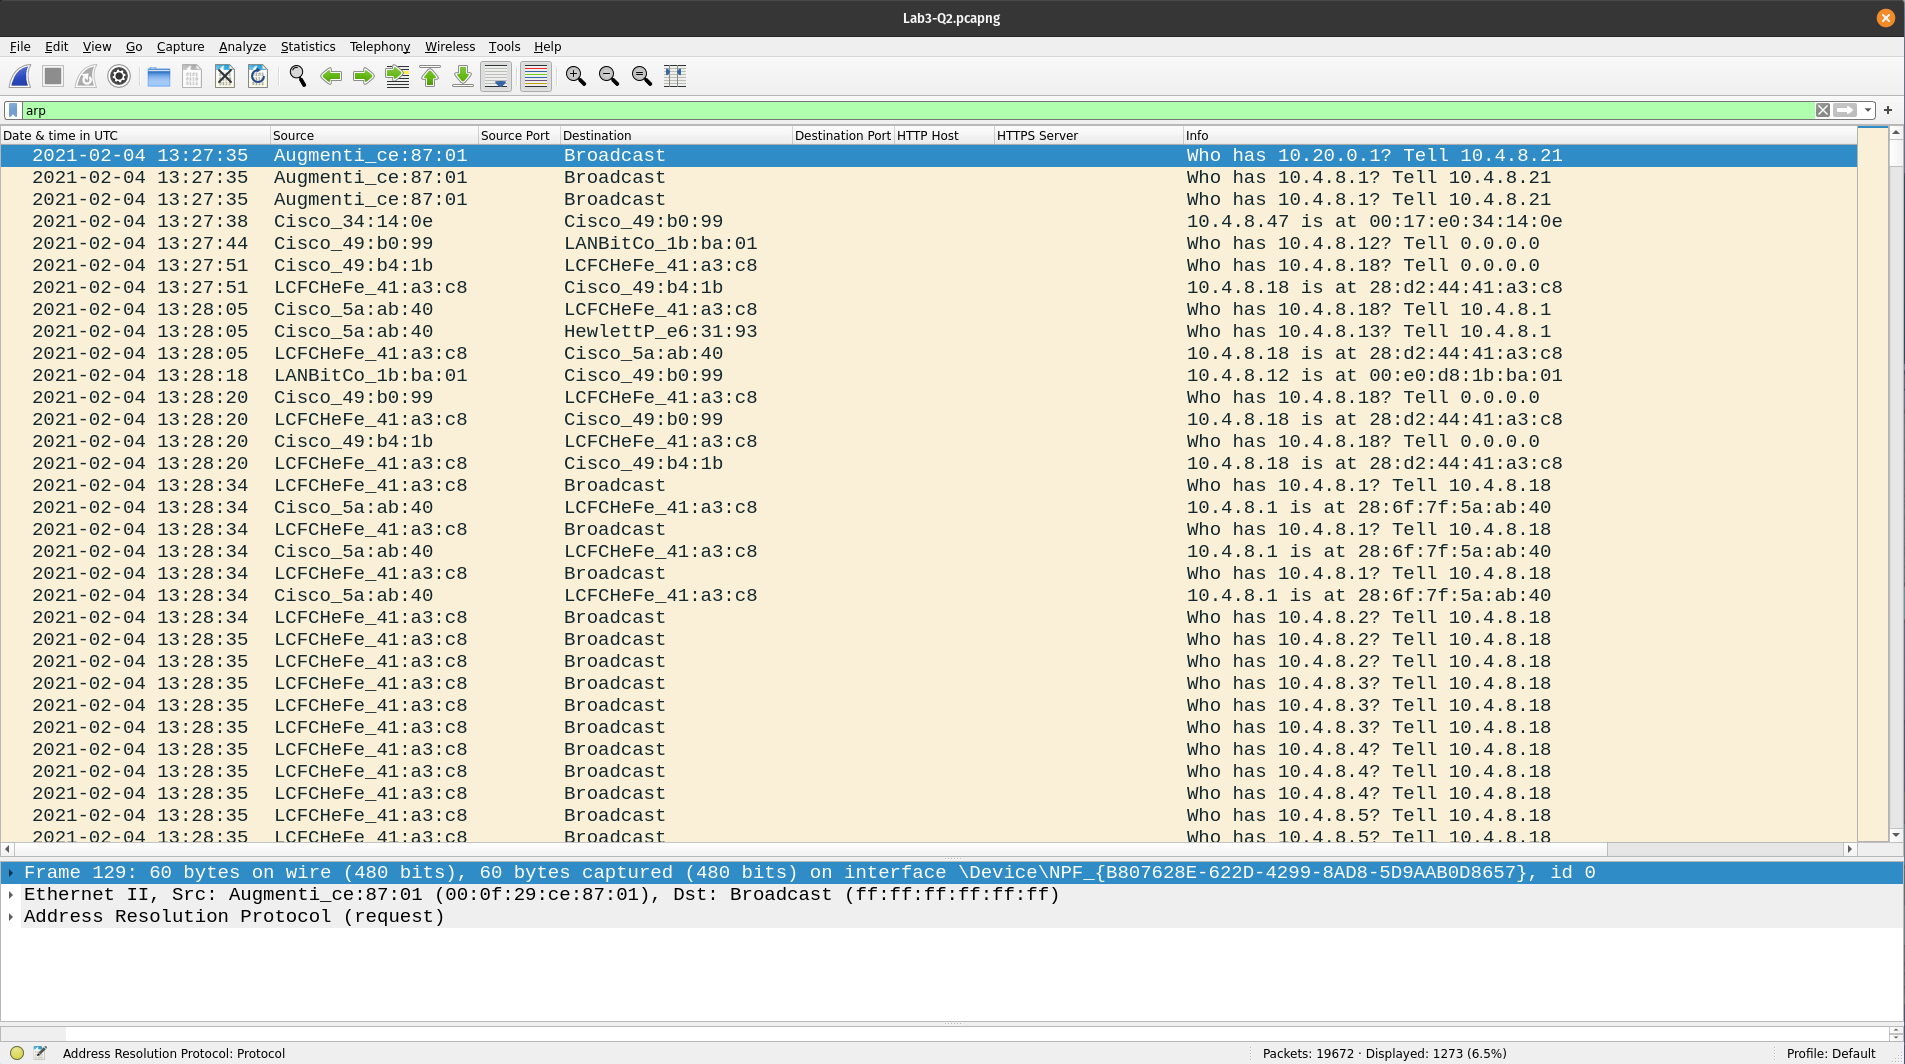 Lab3-Q2.pcapng
File Edit View Go Capture Analyze Statistics Telephony Wireless Tools Help
arp
Date & time in UTC Source Source Port Destination Destination Port HTTP Host HTTPS Server Info
2021-02-04 13:27:35 Augmenti_ce:87:01 Broadcast Who has 10.20.0.1? Tell 10.4.8.21
2021-02-04 13:27:35 Augmenti_ce:87:01 Broadcast Who has 10.4.8.1? Tell 10.4.8.21
2021-02-04 13:27:35 Augmenti_ce:87:01 Broadcast Who has 10.4.8.1? Tell 10.4.8.21
2021-02-04 13:27:38 Cisco_34:14:0e Cisco_49:b0:99 10.4.8.47 is at 00:17:e0:34:14:0e
2021-02-04 13:27:44 Cisco_49:b0:99 LANBitCo_1b:ba:01 Who has 10.4.8.12? Tell 0.0.0.0
2021-02-04 13:27:51 Cisco_49:b4:1b LCFCHeFe_41:a3:c8 Who has 10.4.8.18? Tell 0.0.0.0
2021-02-04 13:27:51 LCFCHeFe_41:a3:c8 Cisco_49:b4:1b 10.4.8.18 is at 28:d2:44:41:a3:c8
2021-02-04 13:28:05 Cisco_5a:ab:40 LCFCHeFe_41:a3:c8 Who has 10.4.8.18? Tell 10.4.8.1
2021-02-04 13:28:05 Cisco_5a:ab:40 HewlettP_e6:31:93 Who has 10.4.8.13? Tell 10.4.8.1
2021-02-04 13:28:05 LCFCHeFe_41:a3:c8 Cisco_5a:ab:40 10.4.8.18 is at 28:d2:44:41:a3:c8
2021-02-04 13:28:18 LANBitCo_1b:ba:01 Cisco_49:b0:99 10.4.8.12 is at 00:e0:d8:1b:ba:01
2021-02-04 13:28:20 Cisco_49:b0:99 LCFCHeFe_41:a3:c8 Who has 10.4.8.18? Tell 0.0.0.0
2021-02-04 13:28:20 LCFCHeFe_41:a3:c8 Cisco_49:b0:99 10.4.8.18 is at 28:d2:44:41:a3:c8
2021-02-04 13:28:20 Cisco_49:b4:1b LCFCHeFe_41:a3:c8 Who has 10.4.8.18? Tell 0.0.0.0
2021-02-04 13:28:20 LCFCHeFe_41:a3:c8 Cisco_49:b4:1b 10.4.8.18 is at 28:d2:44:41:a3:c8
2021-02-04 13:28:34 LCFCHeFe_41:a3:c8 Broadcast Who has 10.4.8.1? Tell 10.4.8.18
2021-02-04 13:28:34 Cisco_5a:ab:40 LCFCHeFe_41:a3:c8 10.4.8.1 is at 28:6f:7f:5a:ab:40
2021-02-04 13:28:34 LCFCHeFe_41:a3:c8 Broadcast Who has 10.4.8.1? Tell 10.4.8.18
2021-02-04 13:28:34 Cisco_5a:ab:40 LCFCHeFe_41:a3:c8 10.4.8.1 is at 28:6f:7f:5a:ab:40
2021-02-04 13:28:34 LCFCHeFe_41:a3:c8 Broadcast Who has 10.4.8.1? Tell 10.4.8.18
2021-02-04 13:28:34 Cisco_5a:ab:40 LCFCHeFe_41:a3:c8 10.4.8.1 is at 28:6f:7f:5a:ab:40
2021-02-04 13:28:34 LCFCHeFe_41:a3:c8 Broadcast Who has 10.4.8.2? Tell 10.4.8.18
2021-02-04 13:28:35 LCFCHeFe_41:a3:c8 Broadcast Who has 10.4.8.2? Tell 10.4.8.18
2021-02-04 13:28:35 LCFCHeFe_41:a3:c8 Broadcast Who has 10.4.8.2? Tell 10.4.8.18
2021-02-04 13:28:35 LCFCHeFe_41:a3:c8 Broadcast Who has 10.4.8.3? Tell 10.4.8.18
2021-02-04 13:28:35 LCFCHeFe_41:a3:c8 Broadcast Who has 10.4.8.3? Tell 10.4.8.18
2021-02-04 13:28:35 LCFCHeFe_41:a3:c8 Broadcast Who has 10.4.8.3? Tell 10.4.8.18
2021-02-04 13:28:35 LCFCHeFe_41:a3:c8 Broadcast Who has 10.4.8.4? Tell 10.4.8.18
2021-02-04 13:28:35 LCFCHeFe_41:a3:c8 Broadcast Who has 10.4.8.4? Tell 10.4.8.18
2021-02-04 13:28:35 LCFCHeFe_41:a3:c8 Broadcast Who has 10.4.8.4? Tell 10.4.8.18
2021-02-04 13:28:35 LCFCHeFe_41:a3:c8 Broadcast Who has 10.4.8.5? Tell 10.4.8.18
2021-02-04 13:28:35 LCFCHeFe_41:a3:c8 Broadcast Who has 10.4.8.5? Tell 10.4.8.18
Frame 129: 60 bytes on wire (480 bits), 60 bytes captured (480 bits) on interface \Device\NPF_{B807628E-622D-4299-8AD8-5D9AAB0D8657}, id 0
Ethernet II, Src: Augmenti_ce:87:01 (00:0f:29:ce:87:01), Dst: Broadcast (ff:ff:ff:ff:ff:ff)
Address Resolution Protocol (request)
Address Resolution Protocol: Protocol Packets: 19672 · Displayed: 1273 (6.5%) Profile: Default